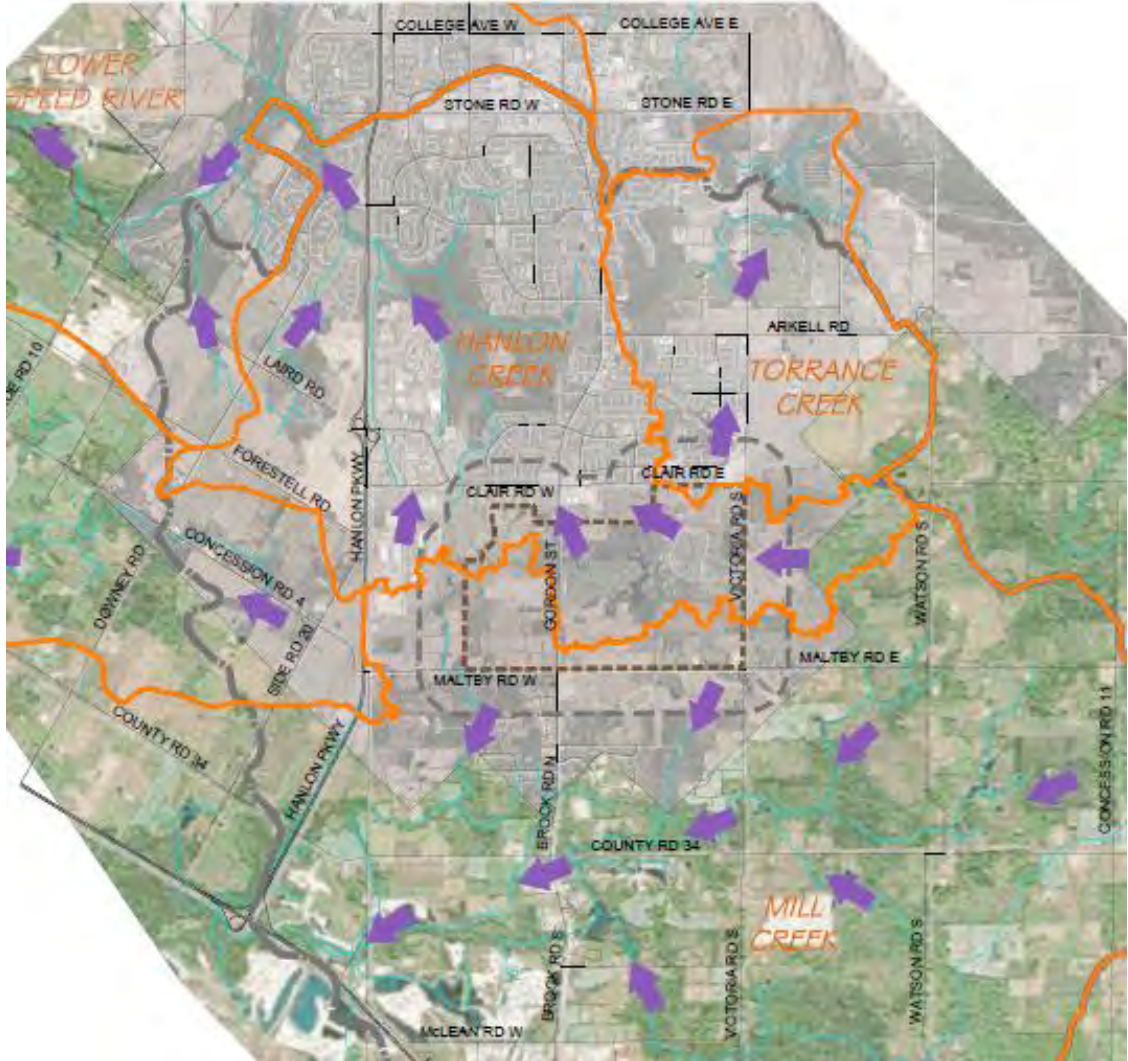 COLLEGE AVE W
COLLEGE AVE E
LOWER
SPEED RIVER
STONE RD W
STONE RD E
ARKELL RD
HANLON
CREEK
TORRANCE
CREEK
LAIRD RD
RD 10
HANLON PKWY
FORESTELL RD
CLAIR RD W
CLAIR RD E
CONCESSION RD 4
DOWNEY RD
SIDE RD 20
GORDON ST
VICTORIA RD S
WATSON RD S
MALTBY RD W
MALTBY RD E
COUNTY RD 34
HANLON PKWY
BROCK RD N
CONCESSION RD 11
COUNTY RD 34
MILL
CREEK
BROCK RD S
VICTORIA RD S
WATSON RD S
McLEAN RD W